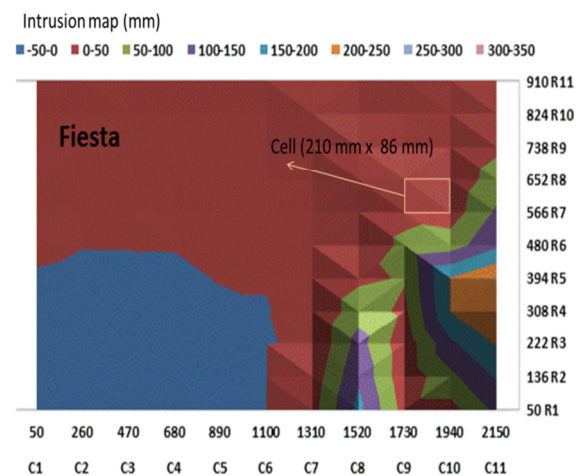 Intrusion map (mm)
-50-0 0-50 50-100 100-150 150-200 200-250 250-300 300-350
Fiesta
Cell (210 mm x 86 mm)
910 R11
824 R10
738 R9
652 R8
566 R7
480 R6
394 R5
308 R4
222 R3
136 R2
50 R1
50 260 470 680 890 1100 1310 1520 1730 1940 2150
C1 C2 C3 C4 C5 C6 C7 C8 C9 C10 C11